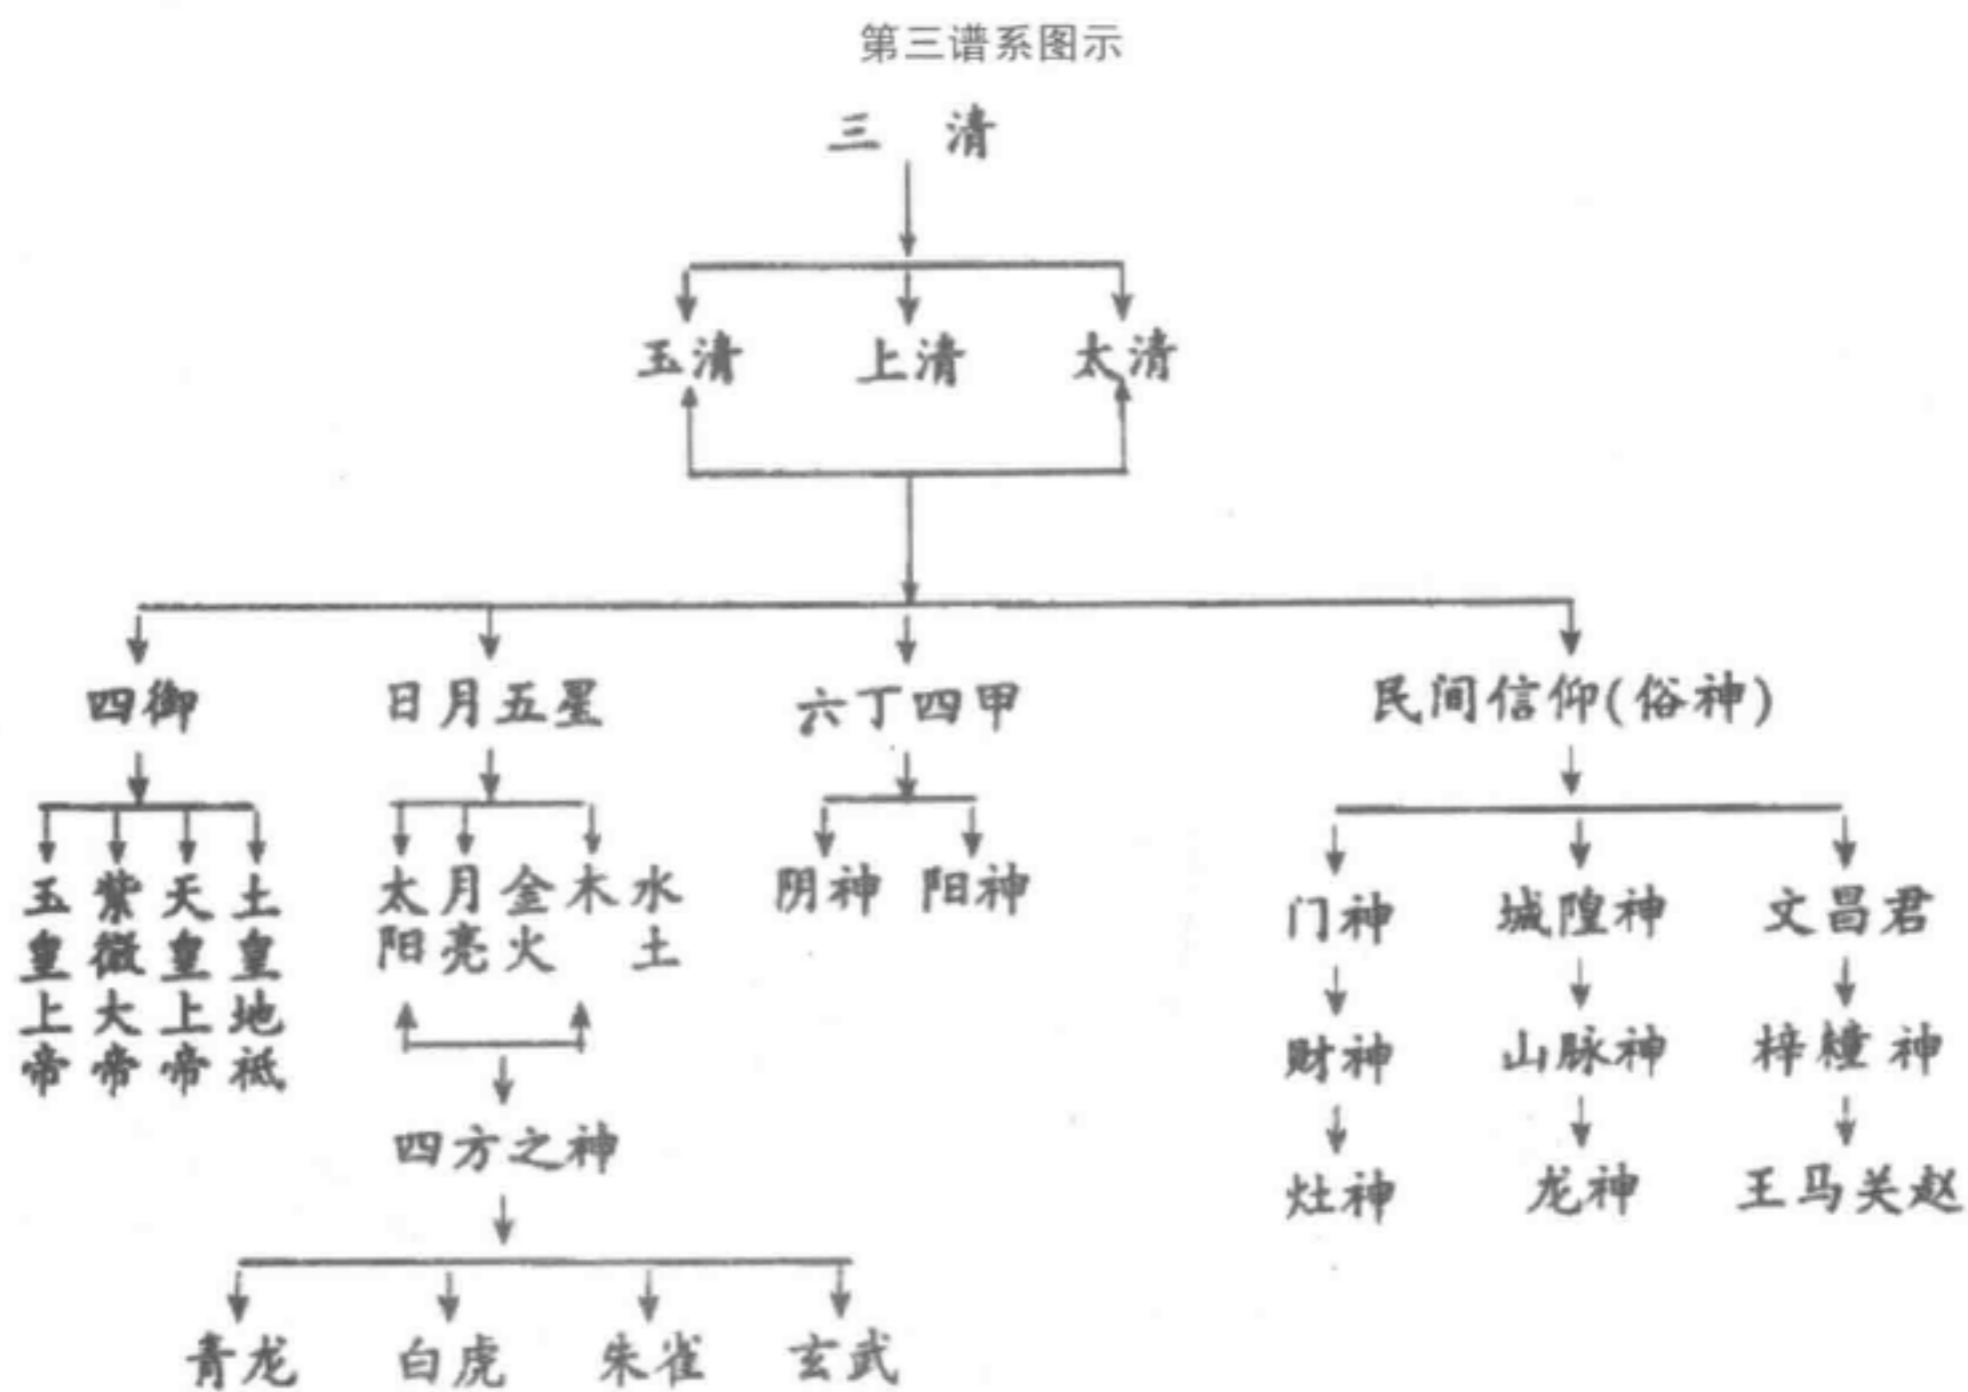 第三谱系图示
三 清
玉清 上清 太清
四御 日月五星 六丁四甲 民间信仰(俗神)
玉皇上帝 紫微大帝 天皇上帝 土皇地祗
太阳 月亮 金火 木 水土
阴神 阳神
门神 城隍神 文昌君
财神 山脉神 梓橦神
灶神 龙神 王马关赵
四方之神
青龙 白虎 朱雀 玄武